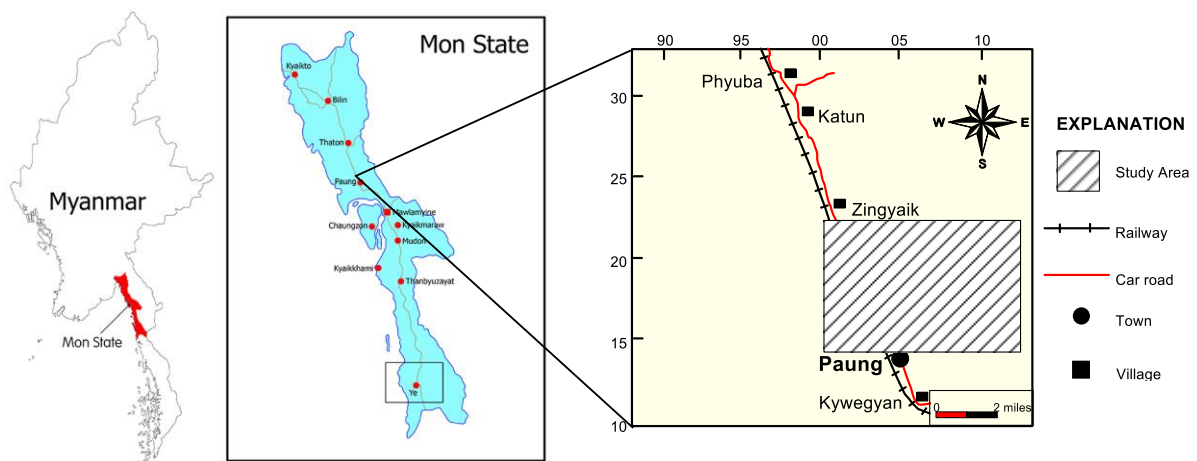 Myanmar
Mon State
Mon State
Kyaikto
Bilin
Thaton
Paung
Mawlamyine
Chaungzon
Kyaikmaraw
Mudon
Kyaikkhami
Thanbyuzayat
Ye
90 95 00 05 10
30
25
20
15
10
Phyuba
Katun
Zingyaik
Paung
Kywegyan
N
W E
S
0 2 miles
EXPLANATION
Study Area
Railway
Car road
Town
Village